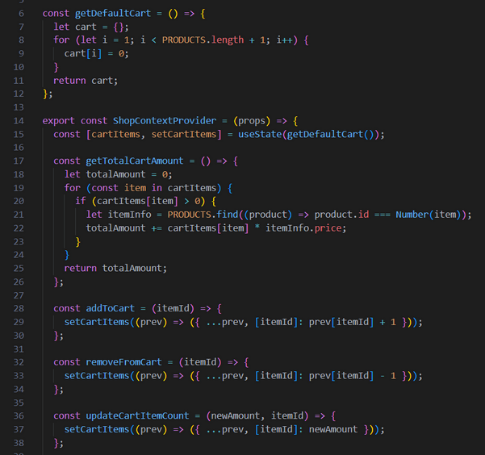 6 const getDefaultCart = () => {
7 let cart = {};
8 for (let i = 1; i < PRODUCTS.length + 1; i++) {
9 cart[i] = 0;
10 }
11 return cart;
12 };
13
14 export const ShopContextProvider = (props) => {
15 const [cartItems, setCartItems] = useState(getDefaultCart());
16
17 const getTotalCartAmount = () => {
18 let totalAmount = 0;
19 for (const item in cartItems) {
20 if (cartItems[item] > 0) {
21 let itemInfo = PRODUCTS.find((product) => product.id === Number(item));
22 totalAmount += cartItems[item] * itemInfo.price;
23 }
24 }
25 return totalAmount;
26 };
27
28 const addToCart = (itemId) => {
29 setCartItems((prev) => ({ ...prev, [itemId]: prev[itemId] + 1 }));
30 };
31
32 const removeFromCart = (itemId) => {
33 setCartItems((prev) => ({ ...prev, [itemId]: prev[itemId] - 1 }));
34 };
35
36 const updateCartItemCount = (newAmount, itemId) => {
37 setCartItems((prev) => ({ ...prev, [itemId]: newAmount }));
38 };